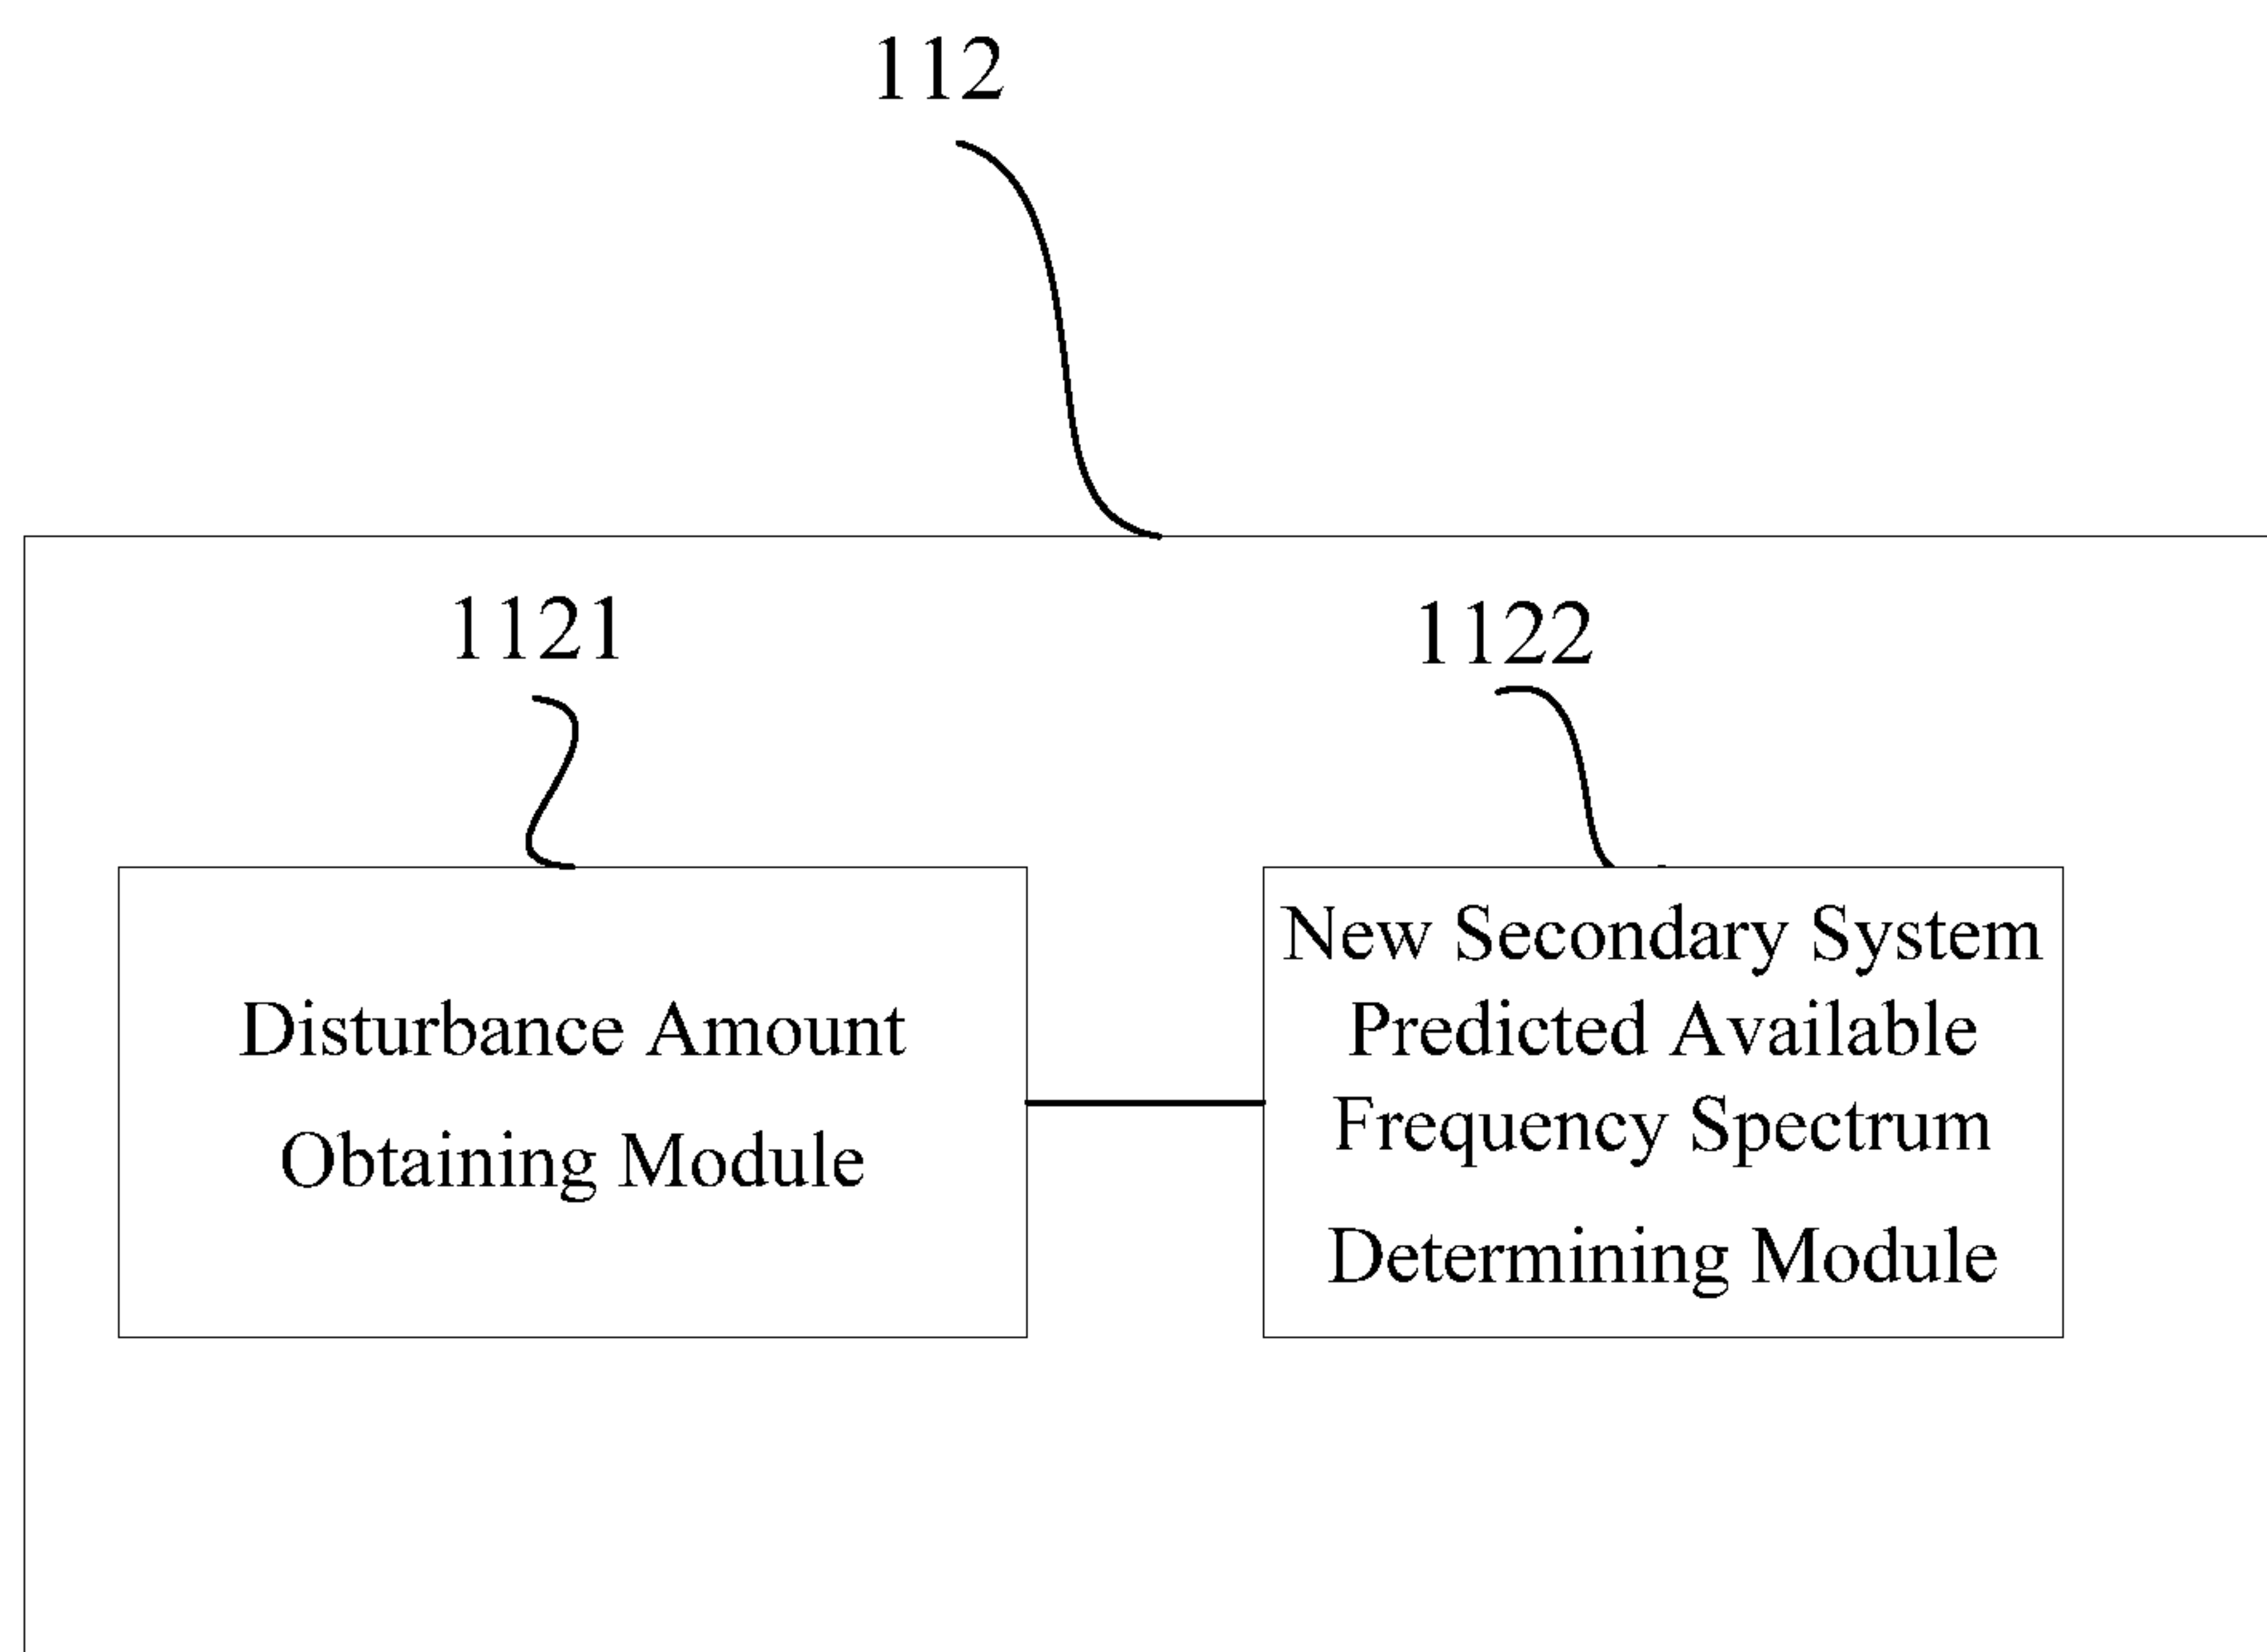 112
1121
1122
Disturbance Amount
Obtaining Module
New Secondary System
Predicted Available
Frequency Spectrum
Determining Module